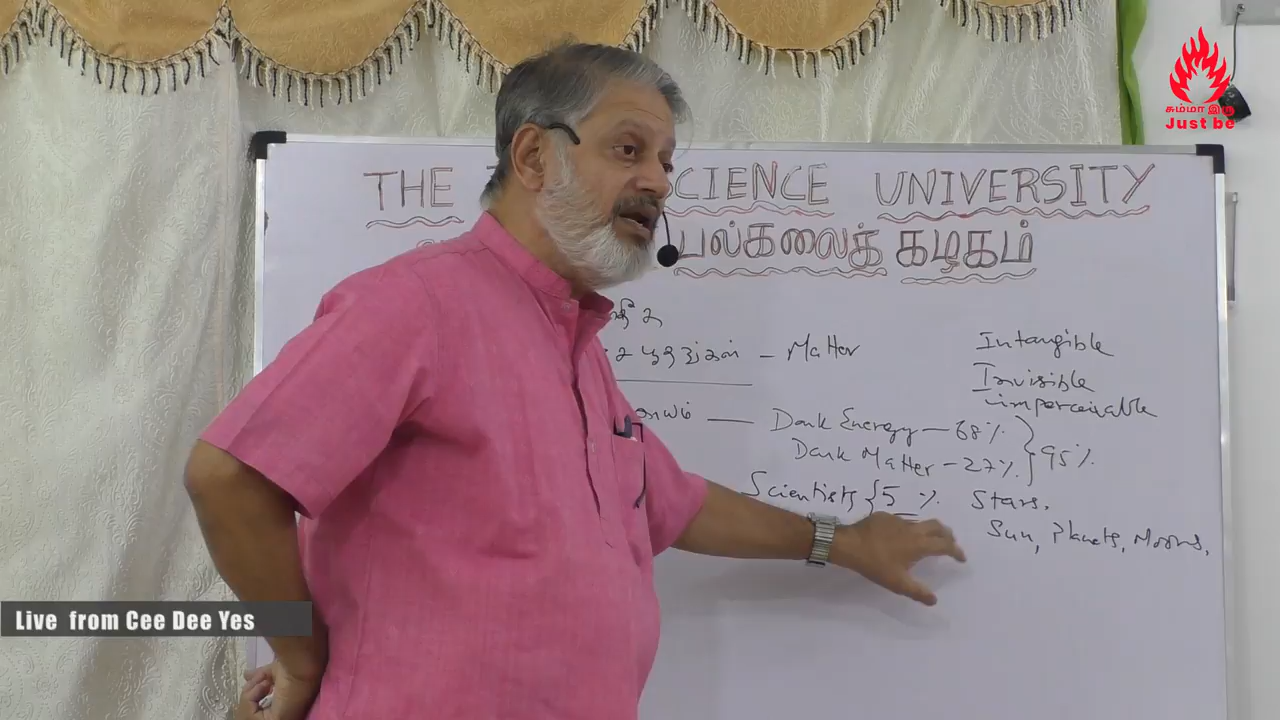 சும்மா இரு
Just be
THE SCIENCE UNIVERSITY
பல்கலைக் கழகம்
பூதங்கள் – Matter
Intangible
Invisible
imperceivable
Dark Energy – 68%
Dark Matter – 27%
95%
Scientists { 5 % Stars.
Sun, Planets, Moons,
Live from Cee Dee Yes